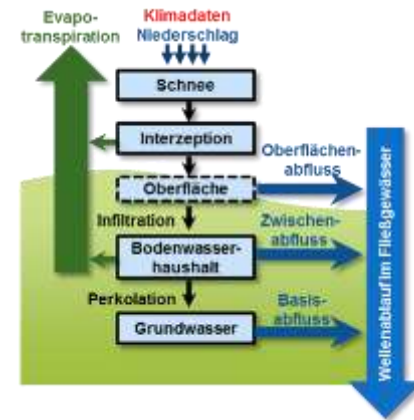 Evapo-
transpiration
Klimadaten
Niederschlag
Schnee
Interzeption
Oberflächen-
abfluss
Oberfläche
Infiltration
Zwischen-
abfluss
Bodenwasser-
haushalt
Perkolation
Basis-
abfluss
Grundwasser
Wellenablauf im Fließgewässer